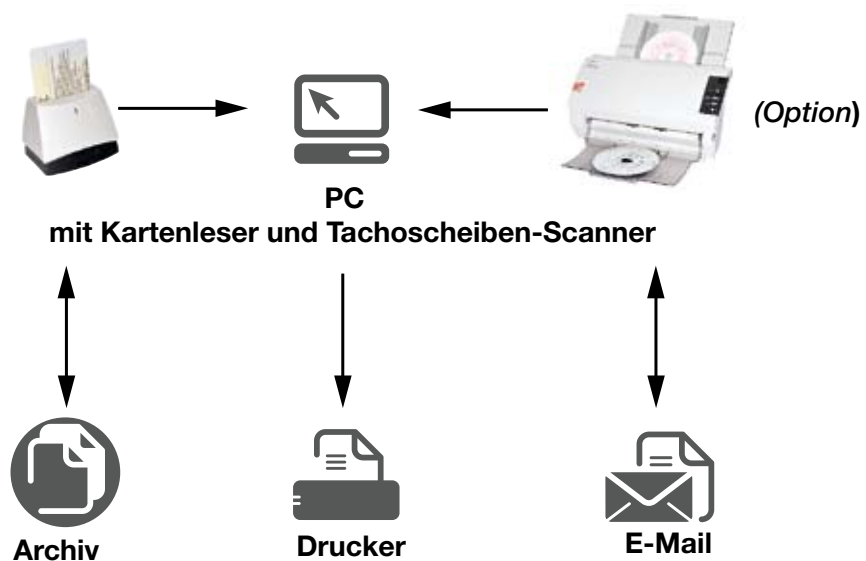 (Option)
PC
mit Kartenleser und Tachoscheiben-Scanner
Archiv
Drucker
E-Mail